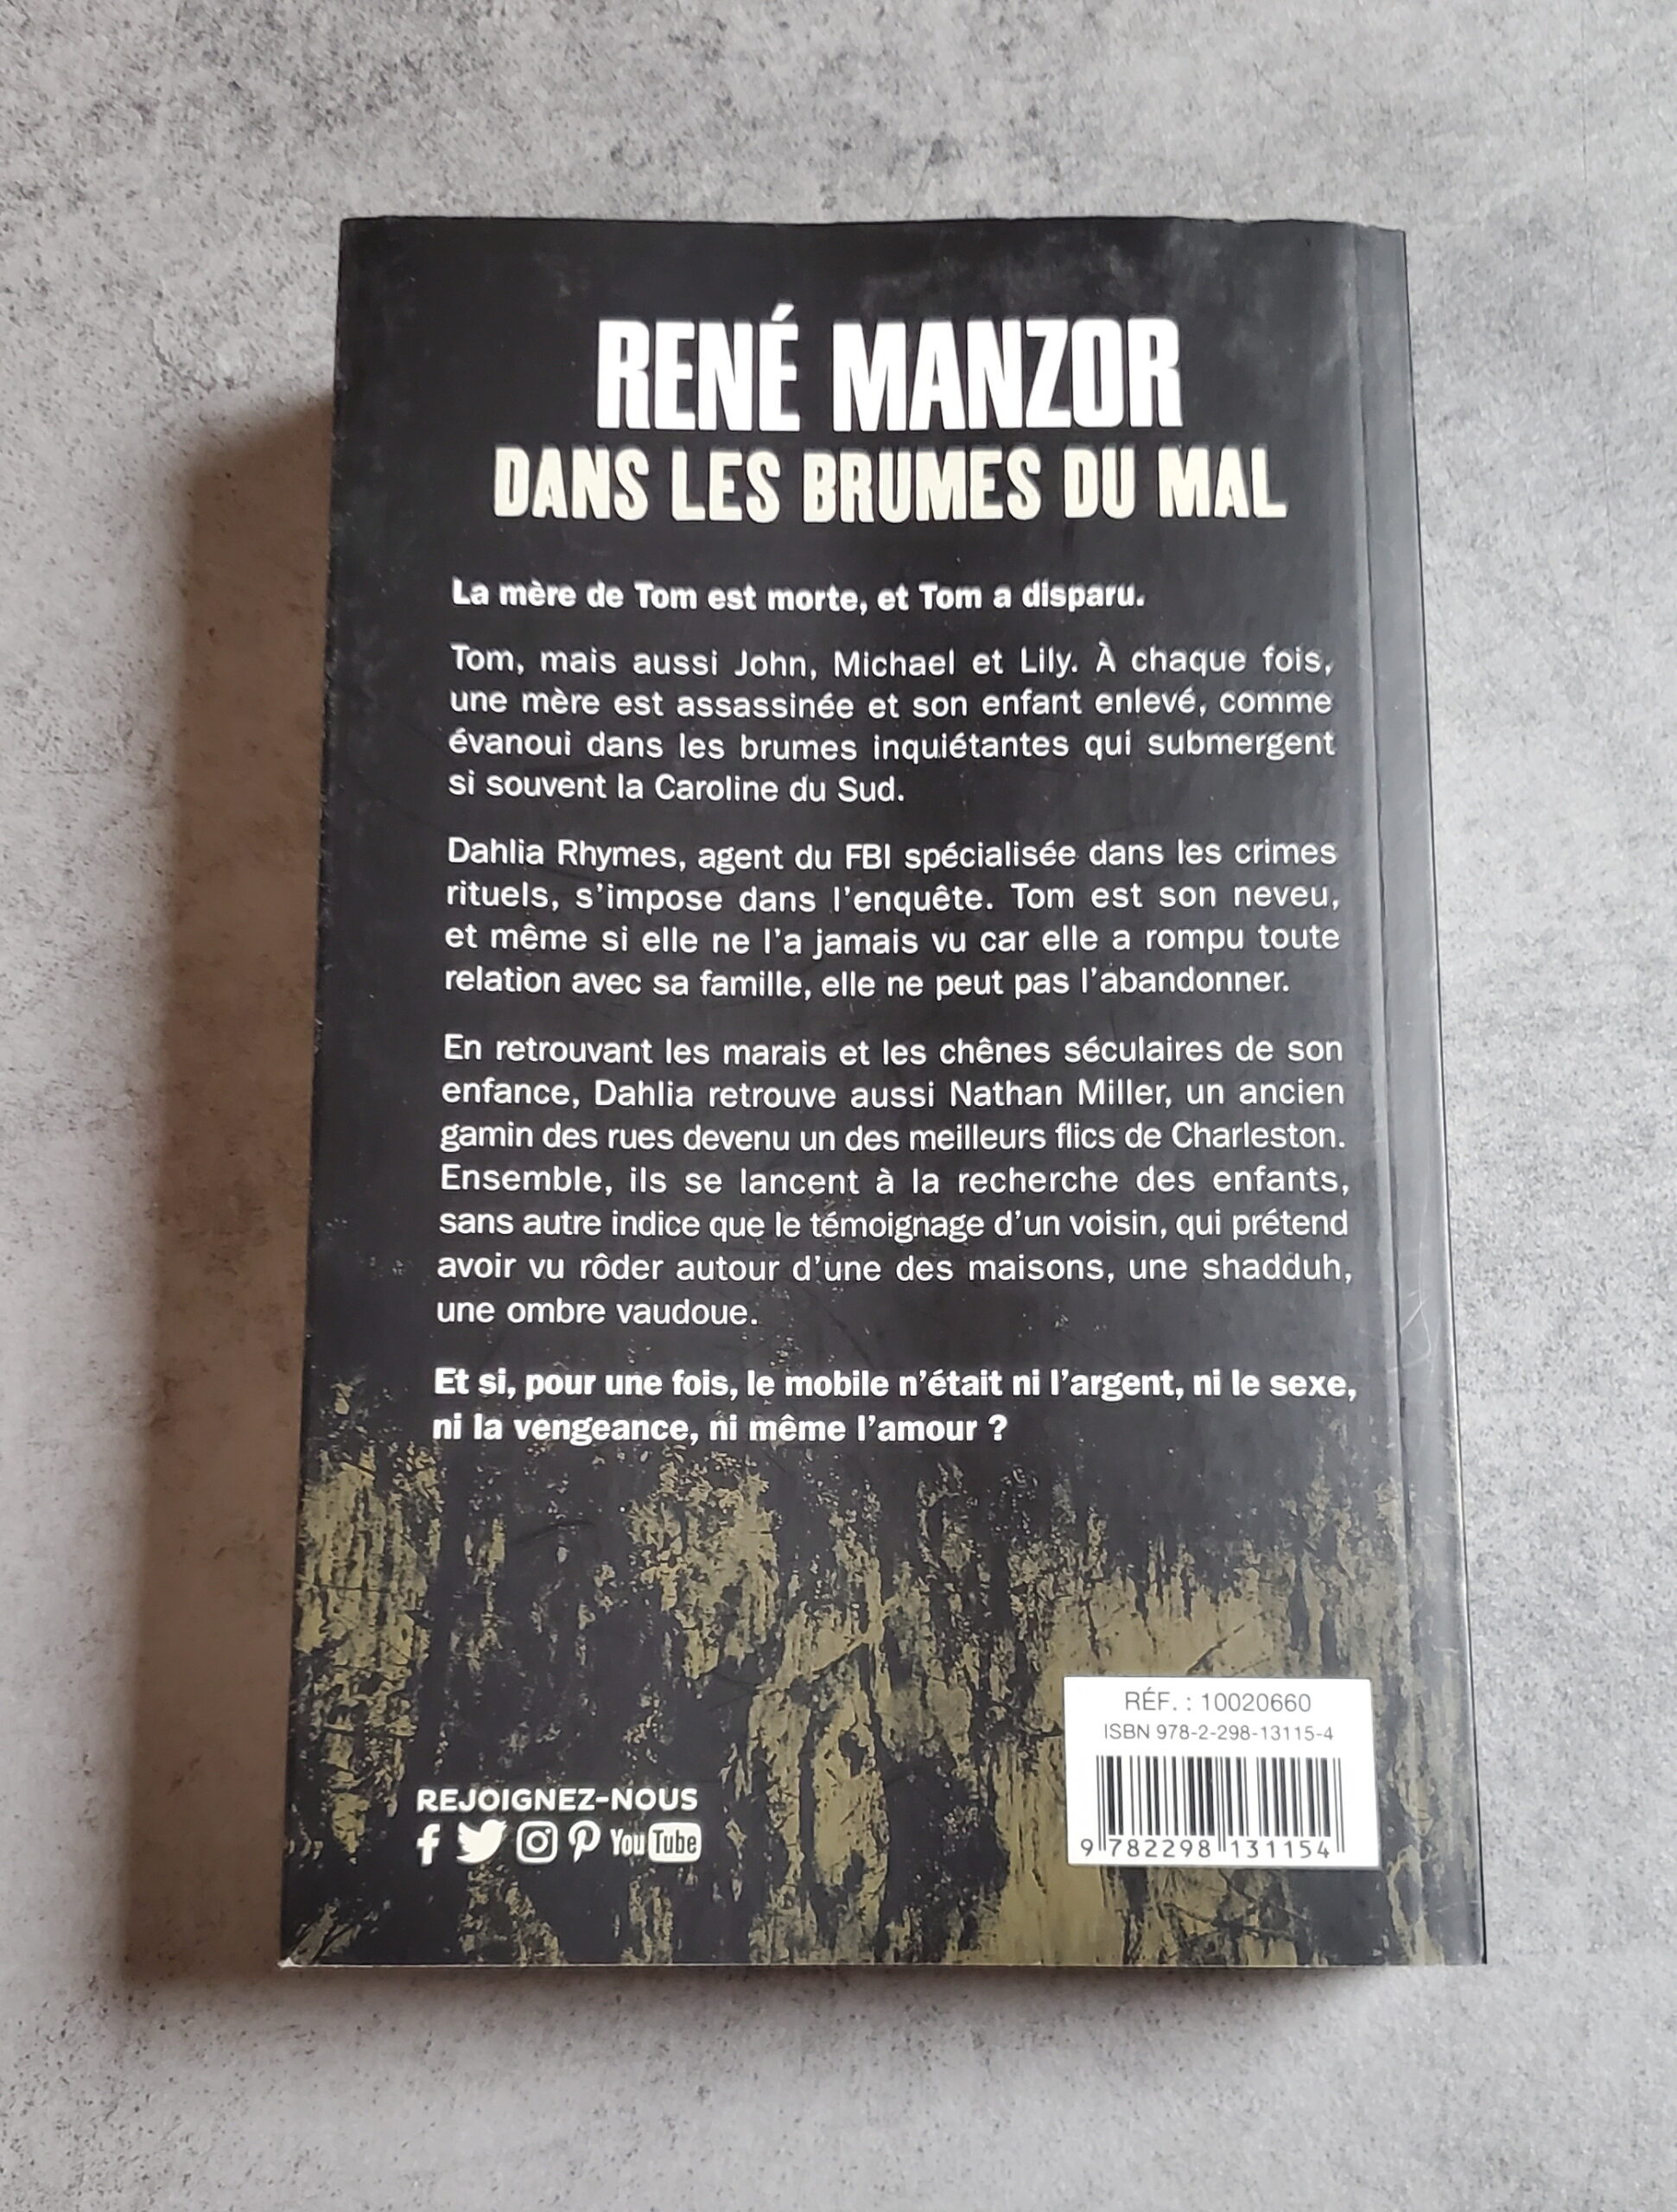 RENÉ MANZOR
DANS LES BRUMES DU MAL
La mère de Tom est morte, et Tom a disparu.
Tom, mais aussi John, Michael et Lily. À chaque fois,
une mère est assassinée et son enfant enlevé, comme
évanoui dans les brumes inquiétantes qui submergent
si souvent la Caroline du Sud.
Dahlia Rhymes, agent du FBI spécialisée dans les crimes
rituels, s'impose dans l'enquête. Tom est son neveu,
et même si elle ne l'a jamais vu car elle a rompu toute
relation avec sa famille, elle ne peut pas l'abandonner.
En retrouvant les marais et les chênes séculaires de son
enfance, Dahlia retrouve aussi Nathan Miller, un ancien
gamin des rues devenu un des meilleurs flics de Charleston.
Ensemble, ils se lancent à la recherche des enfants,
sans autre indice que le témoignage d'un voisin, qui prétend
avoir vu rôder autour d'une des maisons, une shadduh,
une ombre vaudoue.
Et si, pour une fois, le mobile n'était ni l'argent, ni le sexe,
ni la vengeance, ni même l'amour ?
RÉF. : 10020660
ISBN 978-2-298-13115-4
9 782298 131154
REJOIGNEZ-NOUS
You Tube